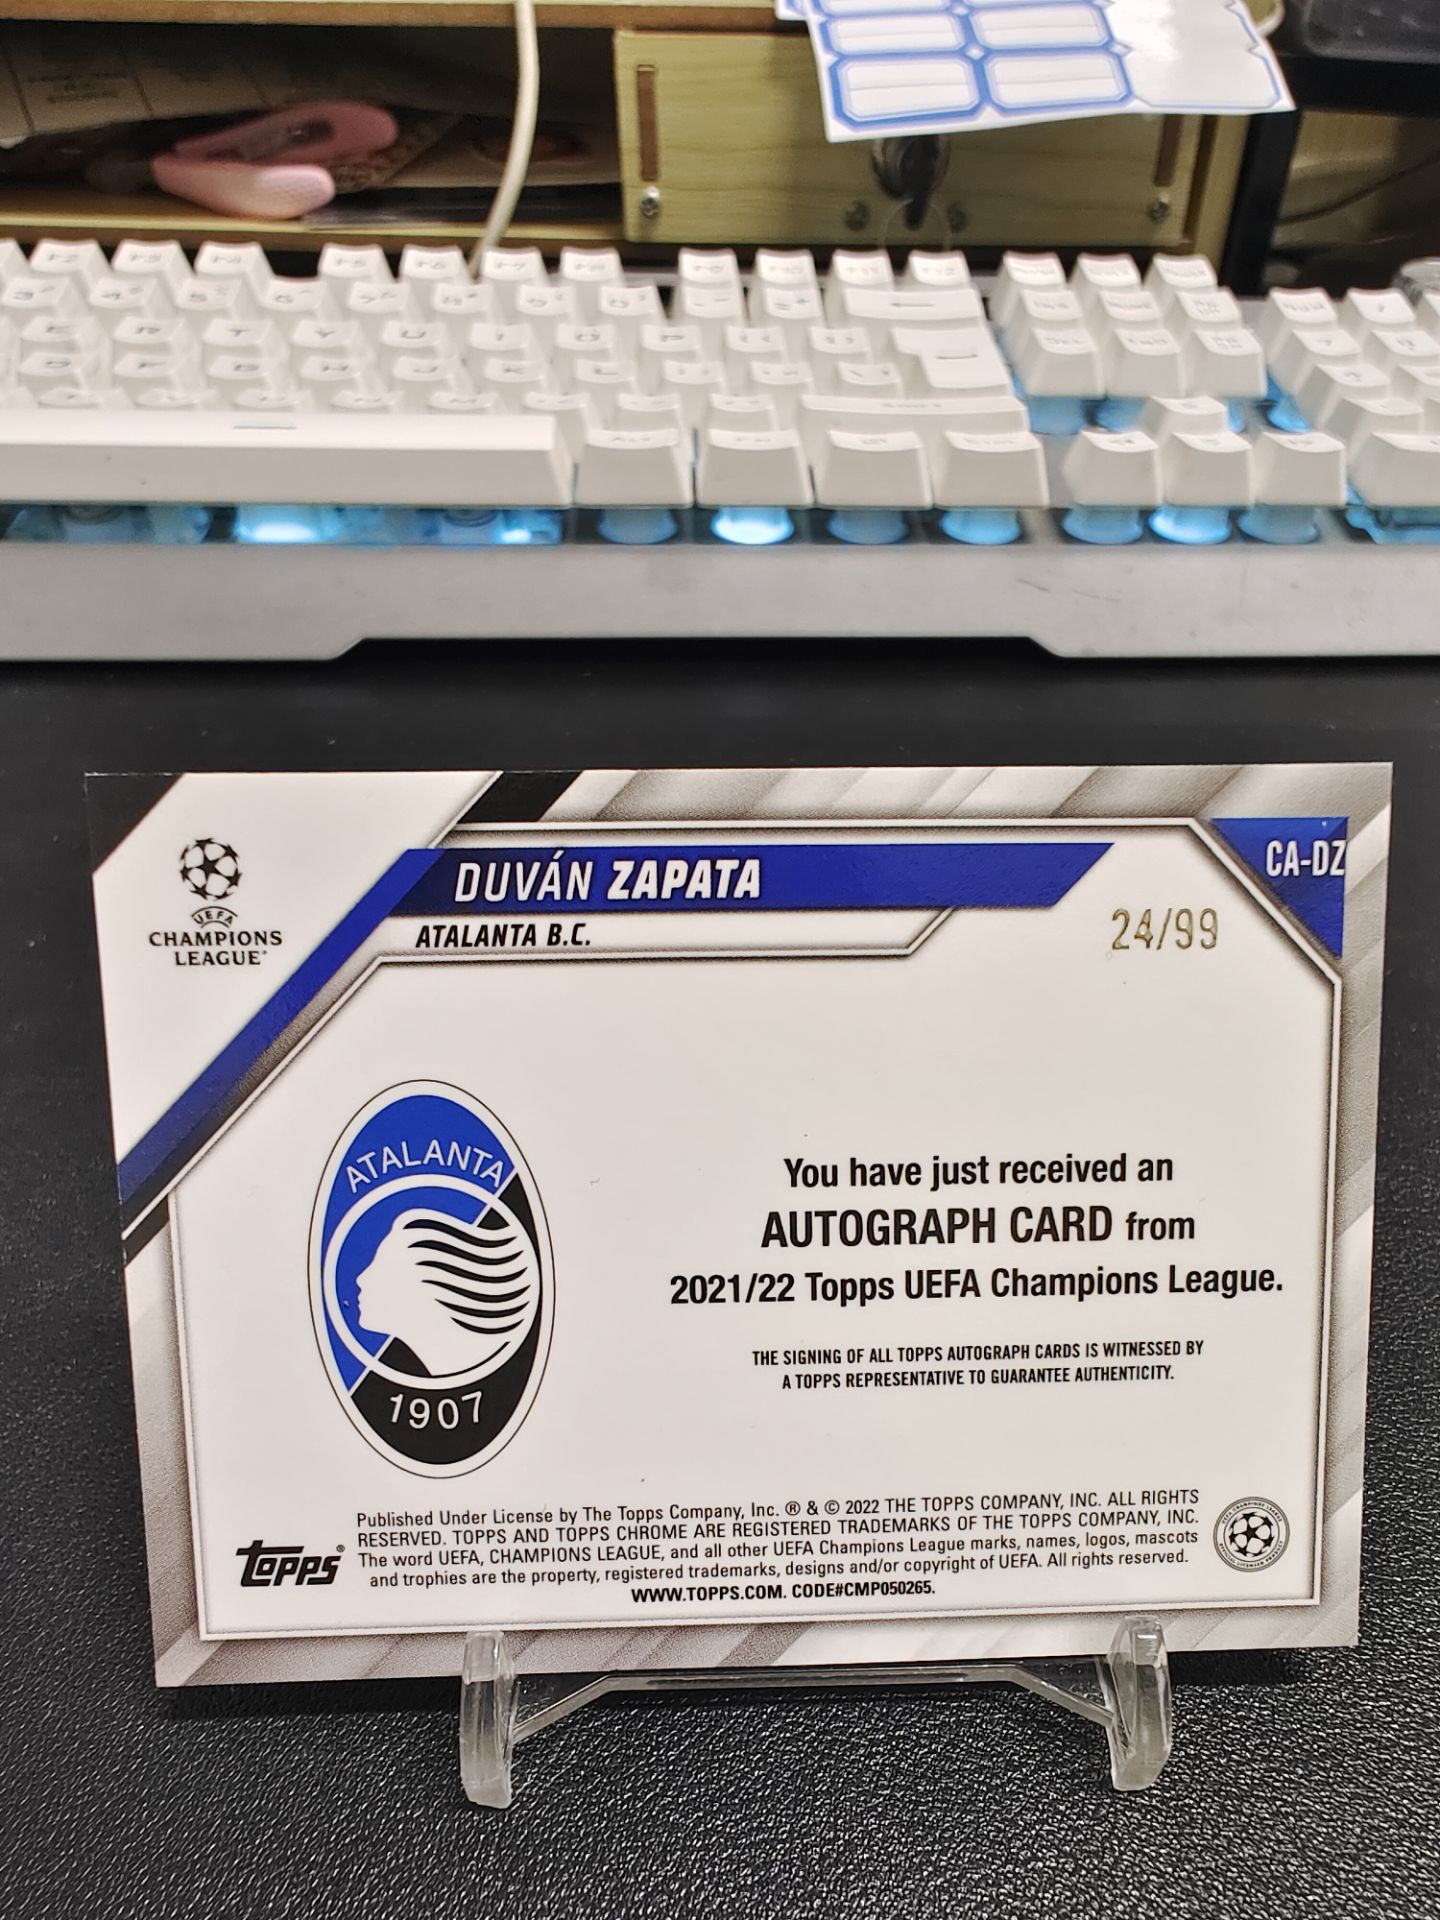 UEFA
CHAMPIONS
LEAGUE
DUVÁN ZAPATA
CA-DZ
ATALANTA B.C.
24/99
ATALANTA
1907
You have just received an
AUTOGRAPH CARD from
2021/22 Topps UEFA Champions League.
THE SIGNING OF ALL TOPPS AUTOGRAPH CARDS IS WITNESSED BY
A TOPPS REPRESENTATIVE TO GUARANTEE AUTHENTICITY.
Topps®
Published Under License by The Topps Company, Inc. ® & © 2022 THE TOPPS COMPANY, INC. ALL RIGHTS
RESERVED. TOPPS AND TOPPS CHROME ARE REGISTERED TRADEMARKS OF THE TOPPS COMPANY, INC.
The word UEFA, CHAMPIONS LEAGUE, and all other UEFA Champions League marks, names, logos, mascots
and trophies are the property, registered trademarks, designs and/or copyright of UEFA. All rights reserved.
WWW.TOPPS.COM. CODE#CMP050265.